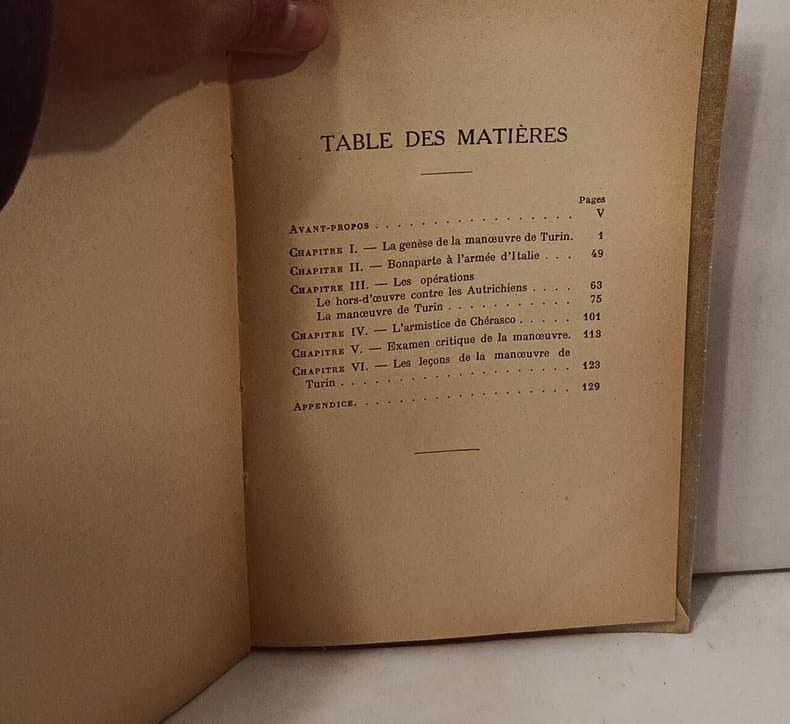 TABLE DES MATIÈRES
Pages
AVANT-PROPOS . . . . . . . . . . . . . . . . . V
CHAPITRE I. — La genèse de la manœuvre de Turin. 1
CHAPITRE II. — Bonaparte à l'armée d'Italie . . . 49
CHAPITRE III. — Les opérations
Le hors-d'œuvre contre les Autrichiens . . . . 63
La manœuvre de Turin . . . . . . . . . . . 75
CHAPITRE IV. — L'armistice de Chérasco . . . . . 101
CHAPITRE V. — Examen critique de la manœuvre. 113
CHAPITRE VI. — Les leçons de la manœuvre de
Turin . . . . . . . . . . . . . . . . . . . . 123
APPENDICE. . . . . . . . . . . . . . . . . . . 129